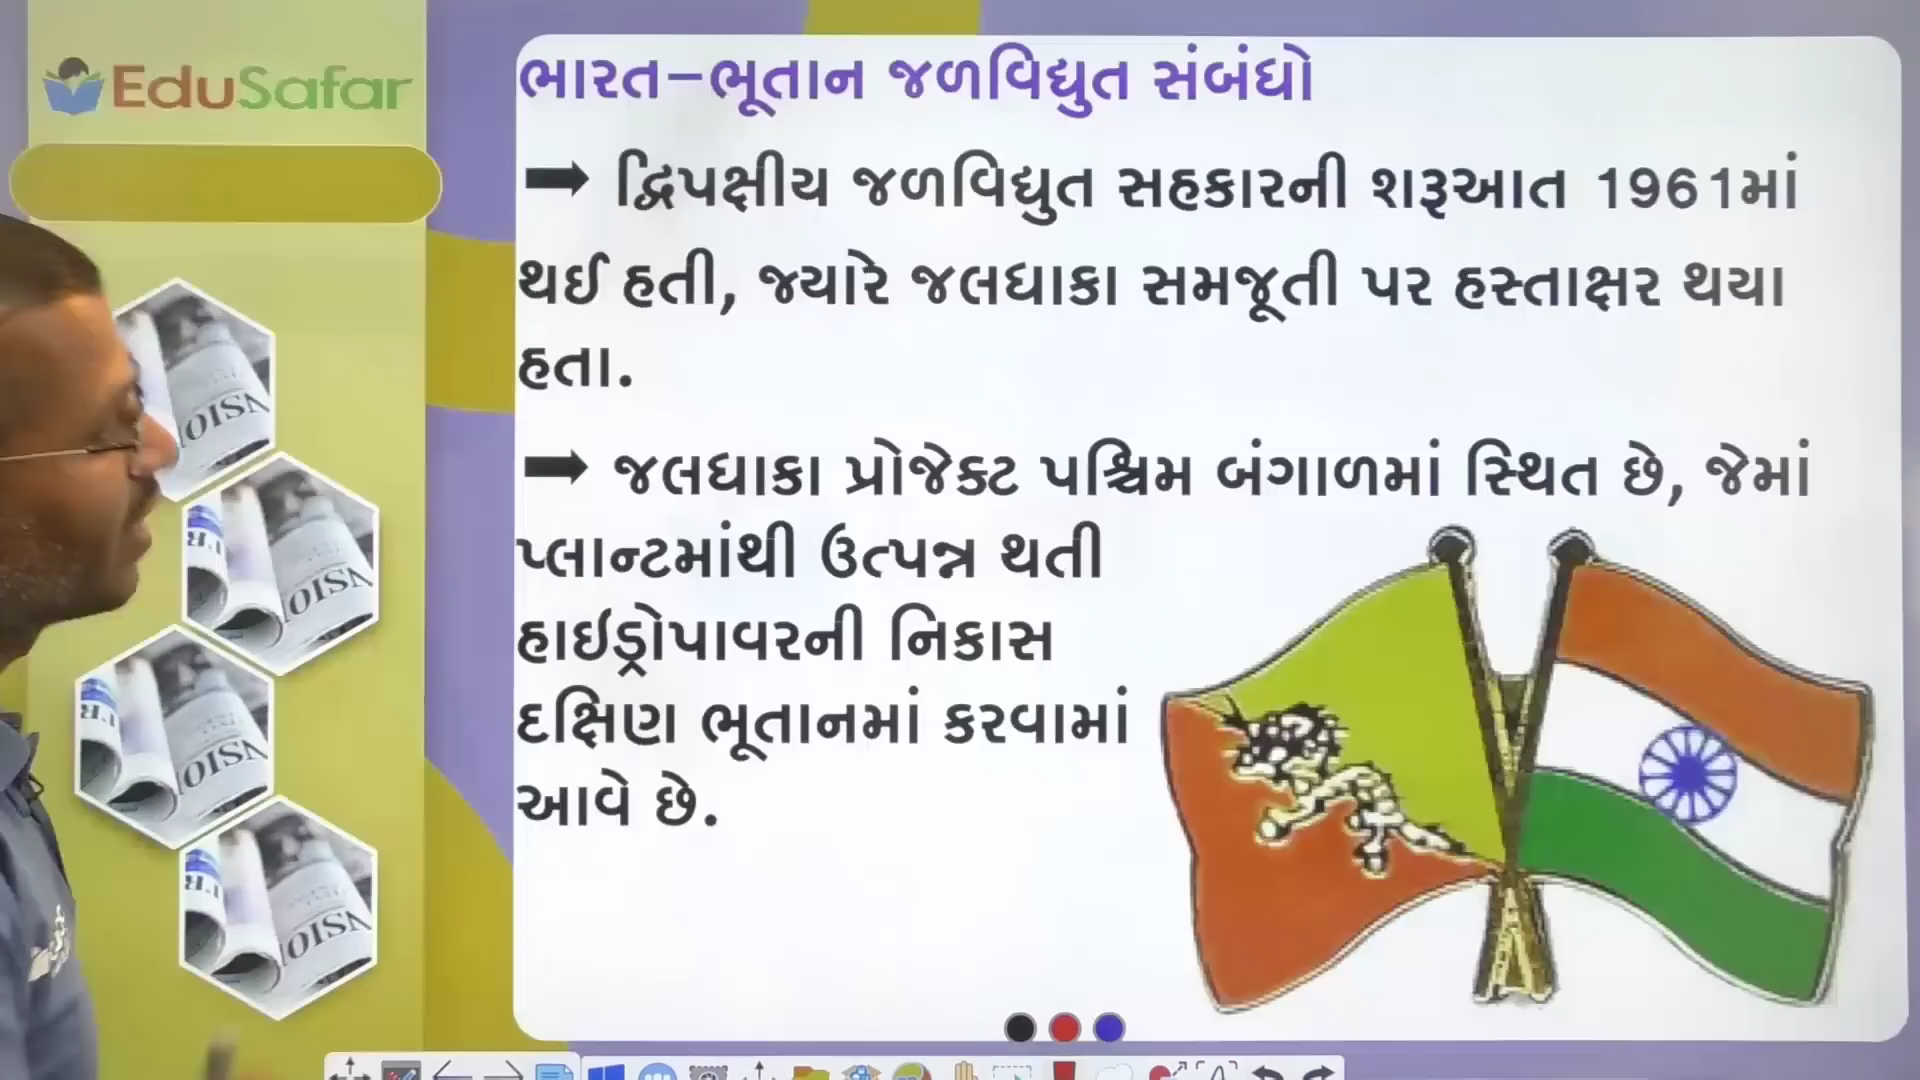 EduSafar
ભારત–ભૂતાન જળવિદ્યુત સંબંધો
➡ દ્વિપક્ષીય જળવિદ્યુત સહકારની શરૂઆત 1961માં
થઈ હતી, જ્યારે જલધાકા સમજૂતી પર હસ્તાક્ષર થયા
હતા.
➡ જલધાકા પ્રોજેક્ટ પશ્ચિમ બંગાળમાં સ્થિત છે, જેમાં
પ્લાન્ટમાંથી ઉત્પન્ન થતી
હાઇડ્રોપાવરની નિકાસ
દક્ષિણ ભૂતાનમાં કરવામાં
આવે છે.